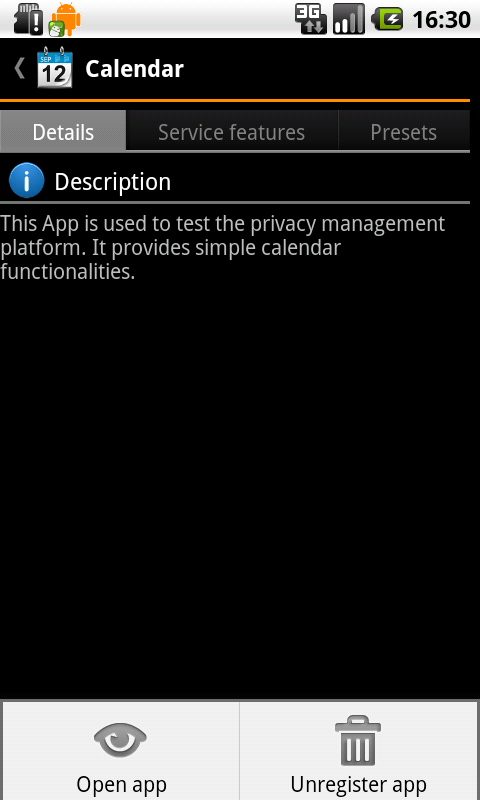 3G
16:30
SEP
12
Calendar
Details
Service features
Presets
i
Description
This App is used to test the privacy management
platform. It provides simple calendar
functionalities.
Open app
Unregister app